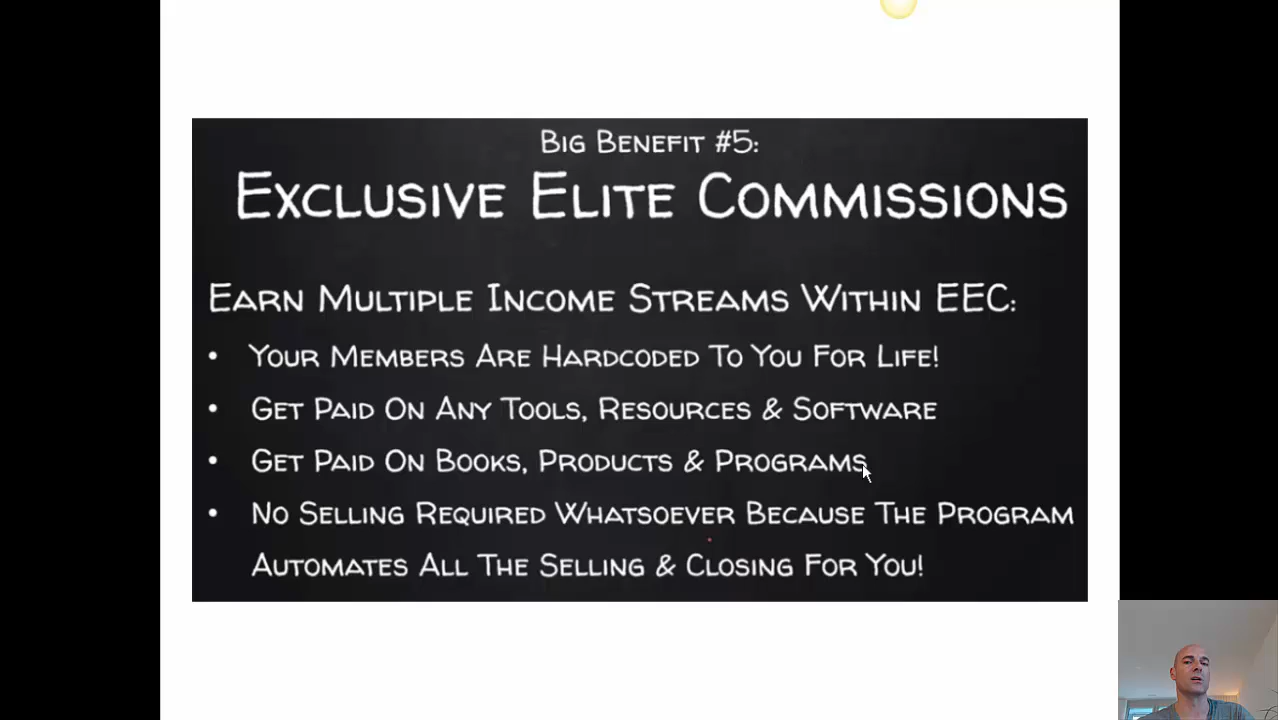 Big Benefit #5:
Exclusive Elite Commissions
Earn Multiple Income Streams Within EEC:
• Your Members Are Hardcoded To You For Life!
• Get Paid On Any Tools, Resources & Software
• Get Paid On Books, Products & Programs
• No Selling Required Whatsoever Because The Program
Automates All The Selling & Closing For You!